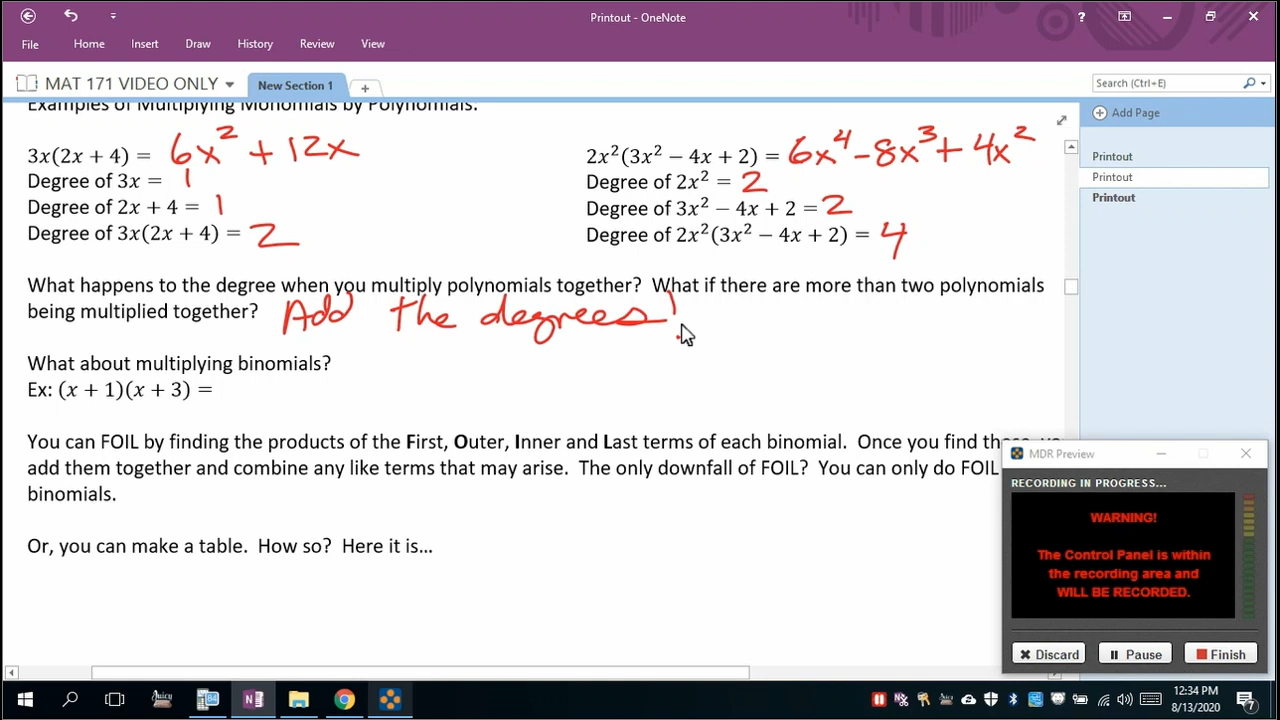 Printout - OneNote
?
File Home Insert Draw History Review View
MAT 171 VIDEO ONLY New Section 1 + Search (Ctrl+E)
Add Page
Printout
Printout
Printout
Examples of Multiplying Monomials by Polynomials.
3x(2x + 4) = 6x² + 12x
Degree of 3x = 1
Degree of 2x + 4 = 1
Degree of 3x(2x + 4) = 2
2x²(3x² − 4x + 2) = 6x⁴ - 8x³ + 4x²
Degree of 2x² = 2
Degree of 3x² − 4x + 2 = 2
Degree of 2x²(3x² − 4x + 2) = 4
What happens to the degree when you multiply polynomials together? What if there are more than two polynomials
being multiplied together? Add the degrees!
What about multiplying binomials?
Ex: (x + 1)(x + 3) =
You can FOIL by finding the products of the First, Outer, Inner and Last terms of each binomial. Once you find
add them together and combine any like terms that may arise. The only downfall of FOIL? You can only do FOIL
binomials.
Or, you can make a table. How so? Here it is...
MDR Preview
RECORDING IN PROGRESS...
WARNING!
The Control Panel is within
the recording area and
WILL BE RECORDED.
Discard Pause Finish
12:34 PM
8/13/2020
7